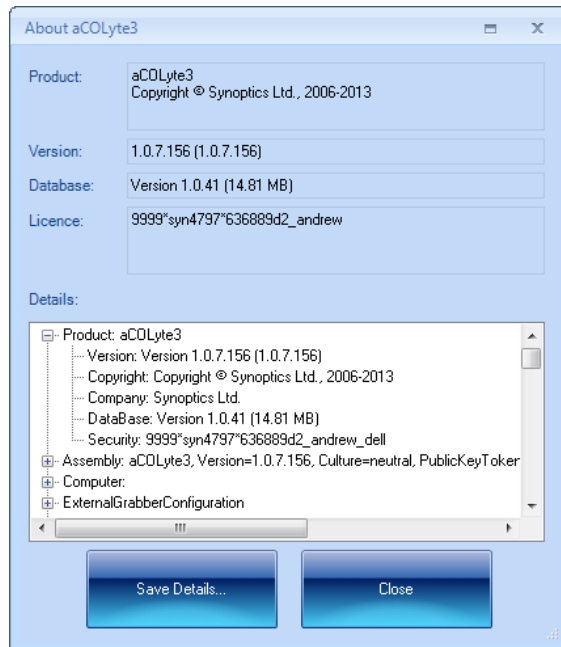 About aCOLyte3
Product:
aCOLyte3
Copyright © Synoptics Ltd., 2006-2013
Version:
1.0.7.156 (1.0.7.156)
Database:
Version 1.0.41 (14.81 MB)
Licence:
9999*syn4797*636889d2_andrew
Details:
Product: aCOLyte3
Version: Version 1.0.7.156 (1.0.7.156)
Copyright: Copyright © Synoptics Ltd., 2006-2013
Company: Synoptics Ltd.
DataBase: Version 1.0.41 (14.81 MB)
Security: 9999*syn4797*636889d2_andrew_dell
Assembly: aCOLyte3, Version=1.0.7.156, Culture=neutral, PublicKeyToken
Computer:
ExternalGrabberConfiguration
Save Details... Close